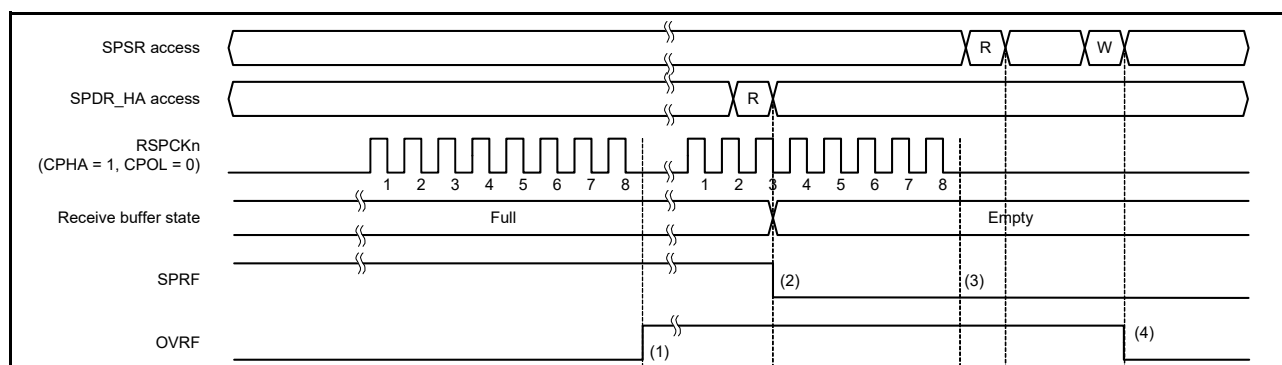 SPSR access
R
W
SPDR_HA access
R
RSPCKn
(CPHA = 1, CPOL = 0)
1 2 3 4 5 6 7 8 1 2 3 4 5 6 7 8
Receive buffer state
Full
Empty
SPRF
(2)
(3)
OVRF
(1)
(4)